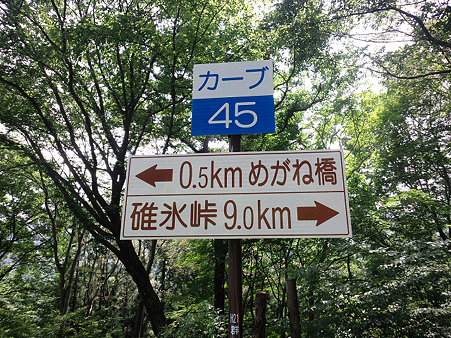 カーブ
45
← 0.5km めがね橋
碓氷峠 9.0km →